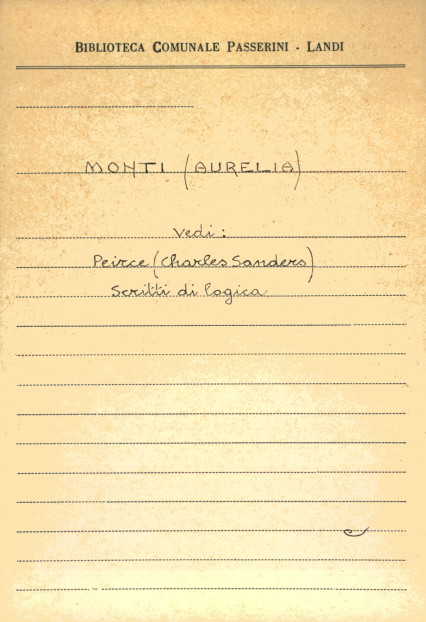 BIBLIOTECA COMUNALE PASSERINI - LANDI
MONTI (AURELIA)
Vedi:
Peirce (Charles Sanders)
Scritti di logica